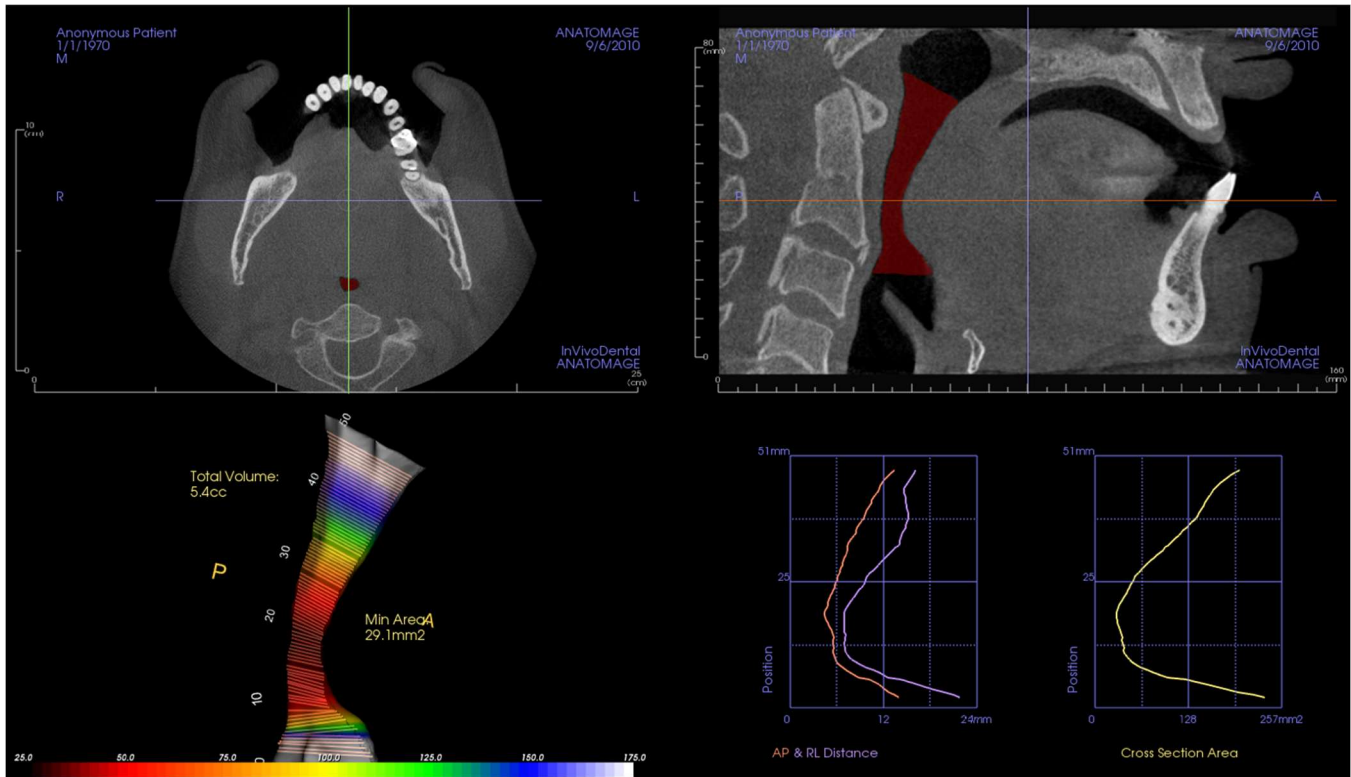 Anonymous Patient
1/1/1970
M
ANATOMAGE
9/6/2010
10
(cm)
R
L
0
InVivoDental
ANATOMAGE
0
25
(cm)
80
(mm)
Anonymous Patient
1/1/1970
M
ANATOMAGE
9/6/2010
P
A
0
InVivoDental
ANATOMAGE
0
160
(mm)
Total Volume:
5.4cc
P
50
40
30
20
10
0
Min Area
A
29.1mm2
25.0 50.0 75.0 100.0 125.0 150.0 175.0
51mm
25
Position
0 12 24mm
AP & RL Distance
51mm
25
Position
0 128 257mm2
Cross Section Area